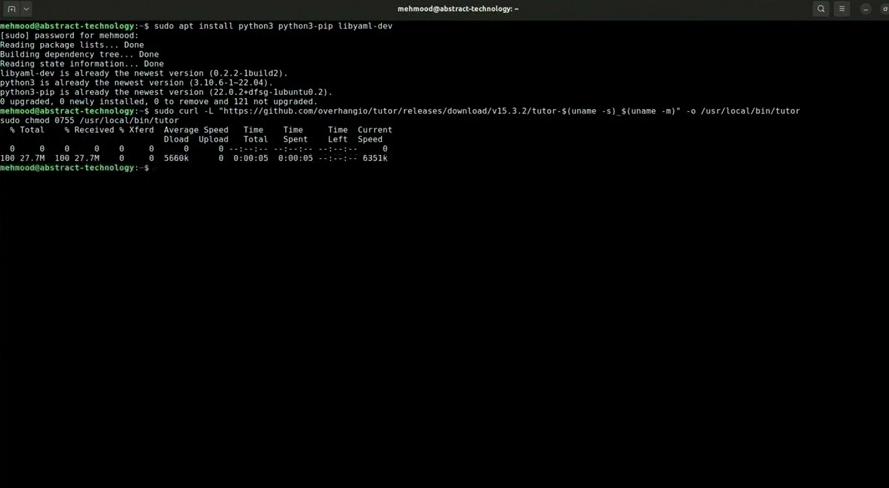 mehmood@abstract-technology: ~
mehmood@abstract-technology:~$ sudo apt install python3 python3-pip libyaml-dev
[sudo] password for mehmood:
Reading package lists... Done
Building dependency tree... Done
Reading state information... Done
libyaml-dev is already the newest version (0.2.2-1build2).
python3 is already the newest version (3.10.6-1~22.04).
python3-pip is already the newest version (22.0.2+dfsg-1ubuntu0.2).
0 upgraded, 0 newly installed, 0 to remove and 121 not upgraded.
mehmood@abstract-technology:~$ sudo curl -L "https://github.com/overhangio/tutor/releases/download/v15.3.2/tutor-$(uname -s)_$(uname -m)" -o /usr/local/bin/tutor
sudo chmod 0755 /usr/local/bin/tutor
% Total % Received % Xferd Average Speed Time Time Time Current
Dload Upload Total Spent Left Speed
0 0 0 0 0 0 0 0 --:--:-- --:--:-- --:--:-- 0
100 27.7M 100 27.7M 0 0 5660k 0 0:00:05 0:00:05 --:--:-- 6351k
mehmood@abstract-technology:~$